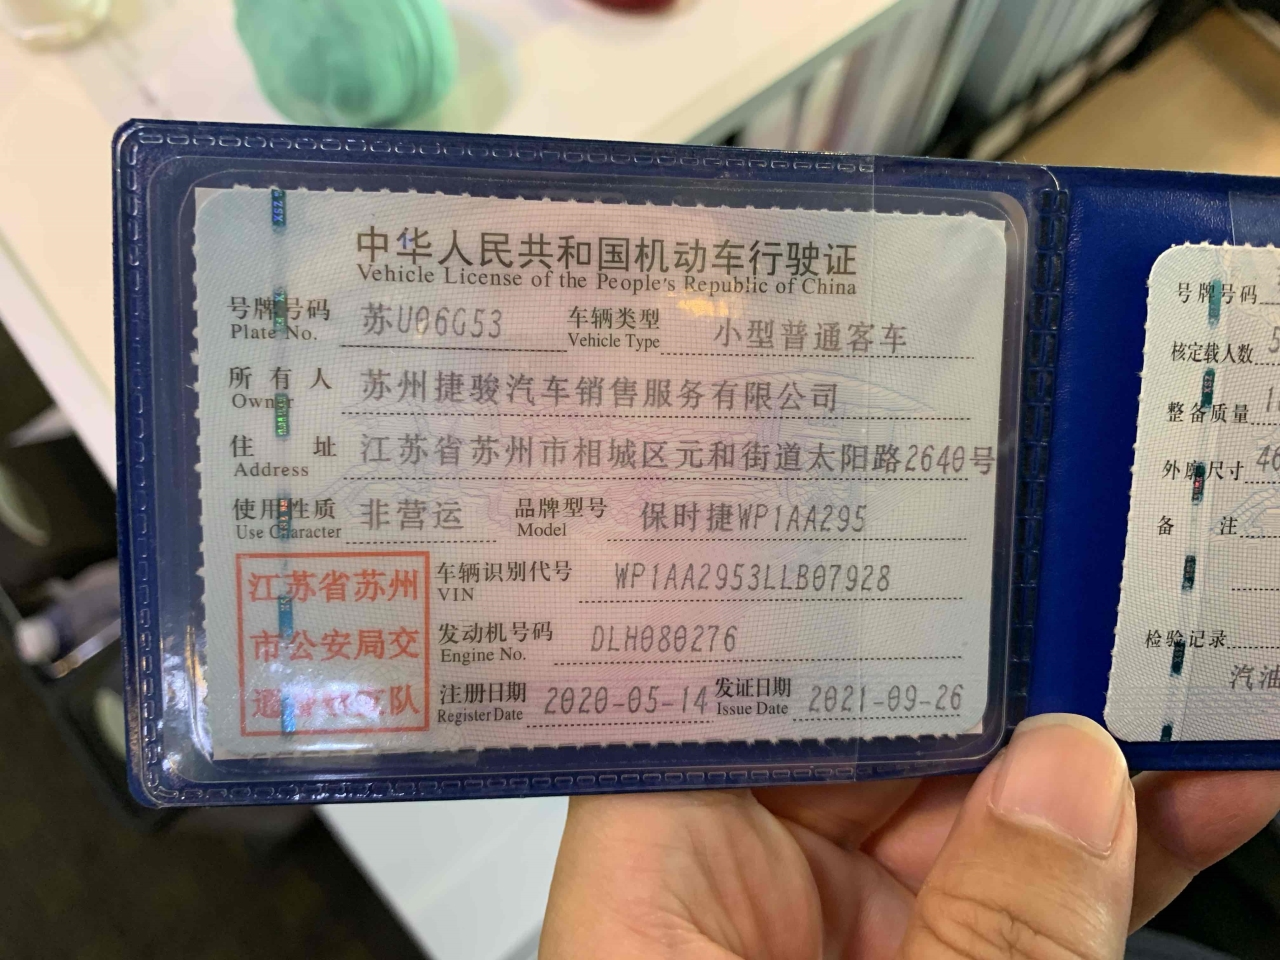 中华人民共和国机动车行驶证
Vehicle License of the People's Republic of China
号牌号码 苏U06G53 车辆类型 小型普通客车
Plate No. Vehicle Type
所有人 苏州捷骏汽车销售服务有限公司
Owner
住址 江苏省苏州市相城区元和街道太阳路2640号
Address
使用性质 非营运 品牌型号 保时捷WP1AA295
Use Character Model
江苏省苏州
市公安局交
队
车辆识别代号 WP1AA2953LLB07928
VIN
发动机号码 DLH080276
Engine No.
注册日期 2020-05-14 发证日期 2021-09-26
Register Date Issue Date
号牌号码
核定载人数 5
整备质量 1
外廓尺寸 46
备注
检验记录
汽油